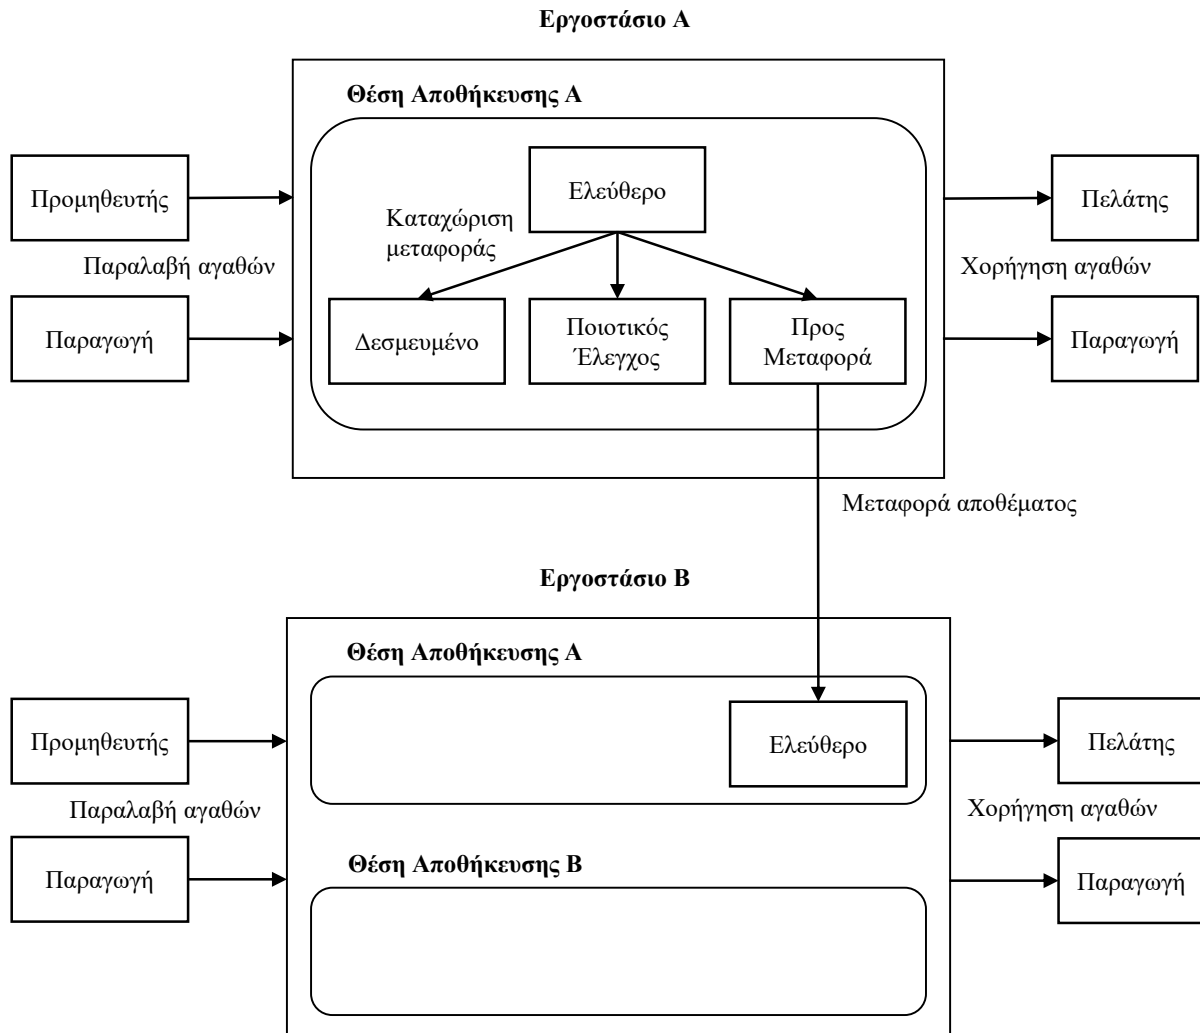 Εργοστάσιο Α
Θέση Αποθήκευσης Α
Προμηθευτής
Ελεύθερο
Πελάτης
Καταχώριση
μεταφοράς
Παραλαβή αγαθών
Χορήγηση αγαθών
Παραγωγή
Δεσμευμένο
Ποιοτικός
Έλεγχος
Προς
Μεταφορά
Παραγωγή
Μεταφορά αποθέματος
Εργοστάσιο Β
Θέση Αποθήκευσης Α
Προμηθευτής
Ελεύθερο
Πελάτης
Παραλαβή αγαθών
Χορήγηση αγαθών
Θέση Αποθήκευσης Β
Παραγωγή
Παραγωγή